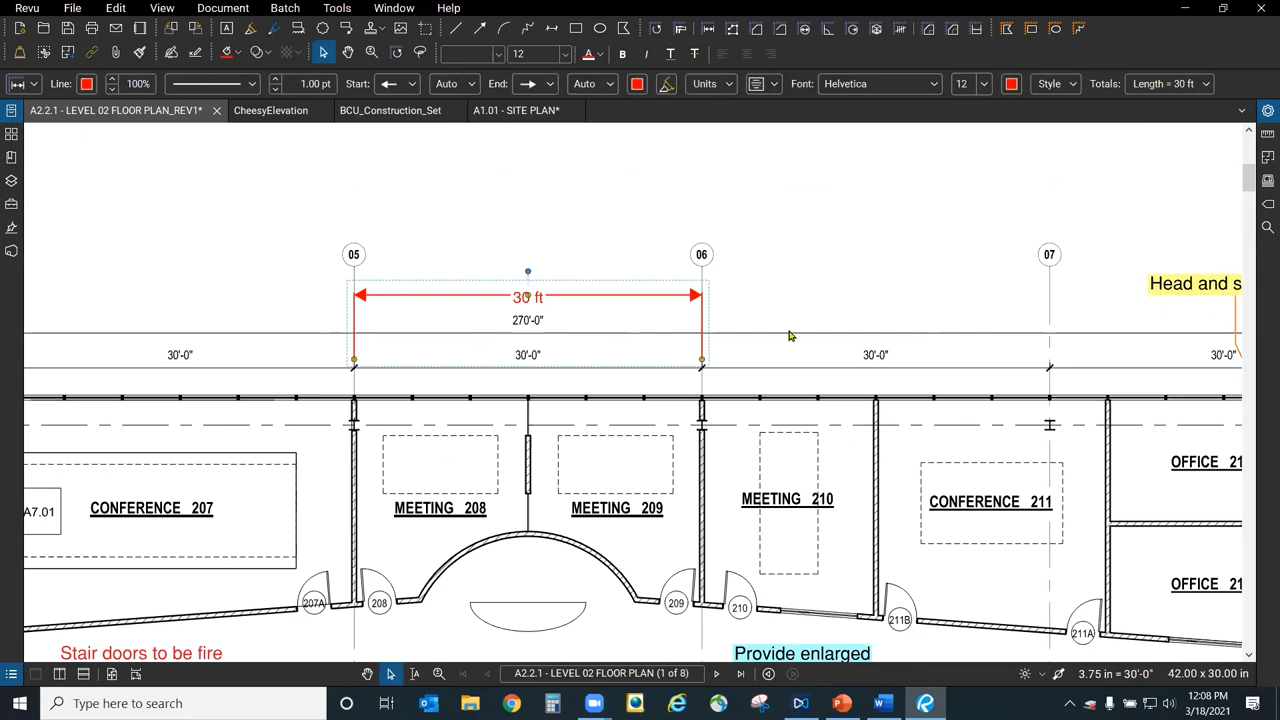 Revu File Edit View Document Batch Tools Window Help
12
Line: 100% 1.00 pt Start: Auto End: Auto Units Font: Helvetica 12 Style Totals: Length = 30 ft
A2.2.1 - LEVEL 02 FLOOR PLAN_REV1* CheesyElevation BCU_Construction_Set A1.01 - SITE PLAN*
05 06 07
Head and s
30 ft
270'-0"
30'-0" 30'-0" 30'-0" 30'-0"
OFFICE 21
MEETING 210
CONFERENCE 211
CONFERENCE 207 MEETING 208 MEETING 209
A7.01
OFFICE 21
207A 208 209 210 211B 211A
Stair doors to be fire
Provide enlarged
A2.2.1 - LEVEL 02 FLOOR PLAN (1 of 8) 3.75 in = 30'-0" 42.00 x 30.00 in
Type here to search
12:08 PM
3/18/2021